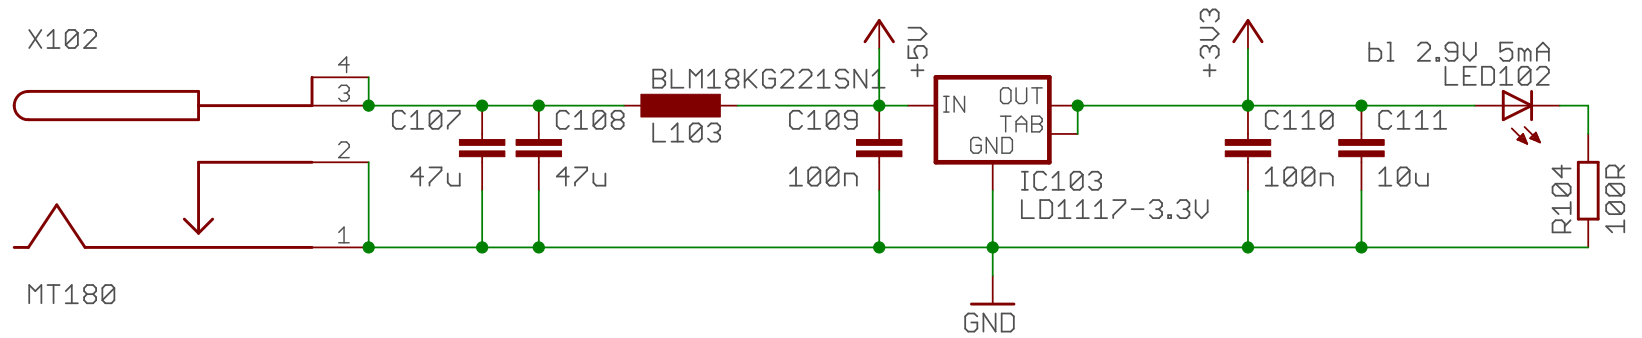 X102
4
3
2
1
MT180
C107
47u
C108
47u
BLM18KG221SN1
L103
C109
100n
+5V
IN
OUT
TAB
GND
IC103
LD1117-3.3V
GND
+3V3
C110
100n
C111
10u
bl 2.9V 5mA
LED102
R104
100R